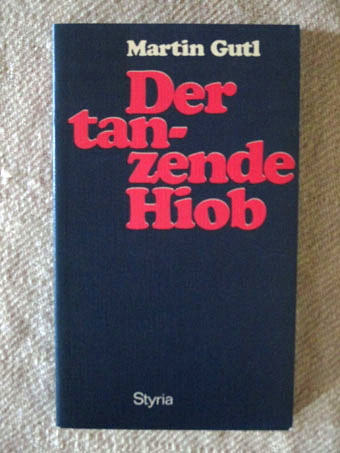 Martin Gutl
Der
tan-
zende
Hiob
Styria